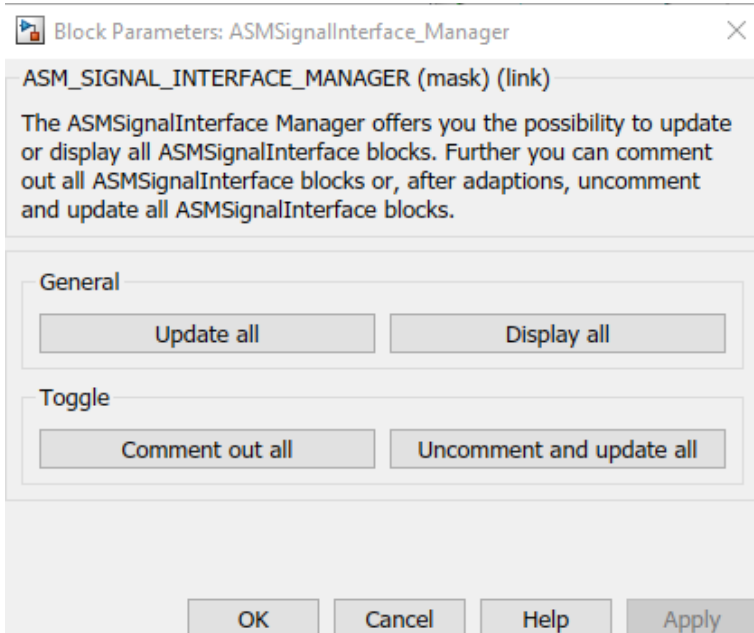 Block Parameters: ASMSignalInterface_Manager
ASM_SIGNAL_INTERFACE_MANAGER (mask) (link)
The ASMSignalInterface Manager offers you the possibility to update
or display all ASMSignalInterface blocks. Further you can comment
out all ASMSignalInterface blocks or, after adaptions, uncomment
and update all ASMSignalInterface blocks.
General
Update all
Display all
Toggle
Comment out all
Uncomment and update all
OK
Cancel
Help
Apply